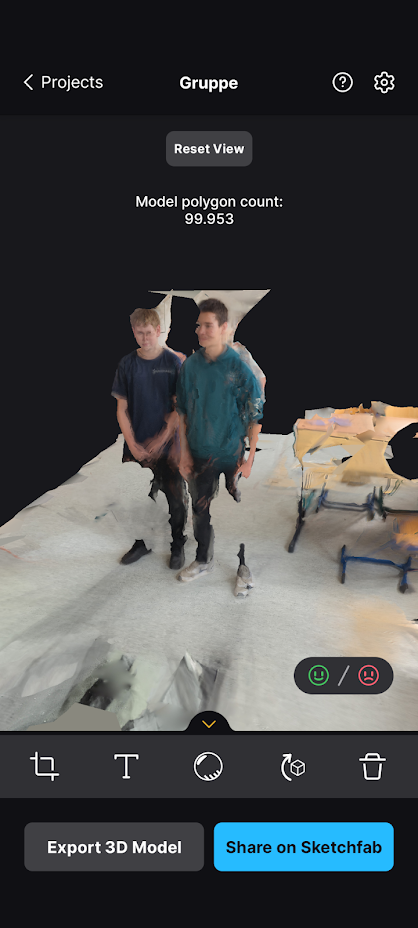 Projects
Gruppe
Reset View
Model polygon count:
99.953
Export 3D Model
Share on Sketchfab